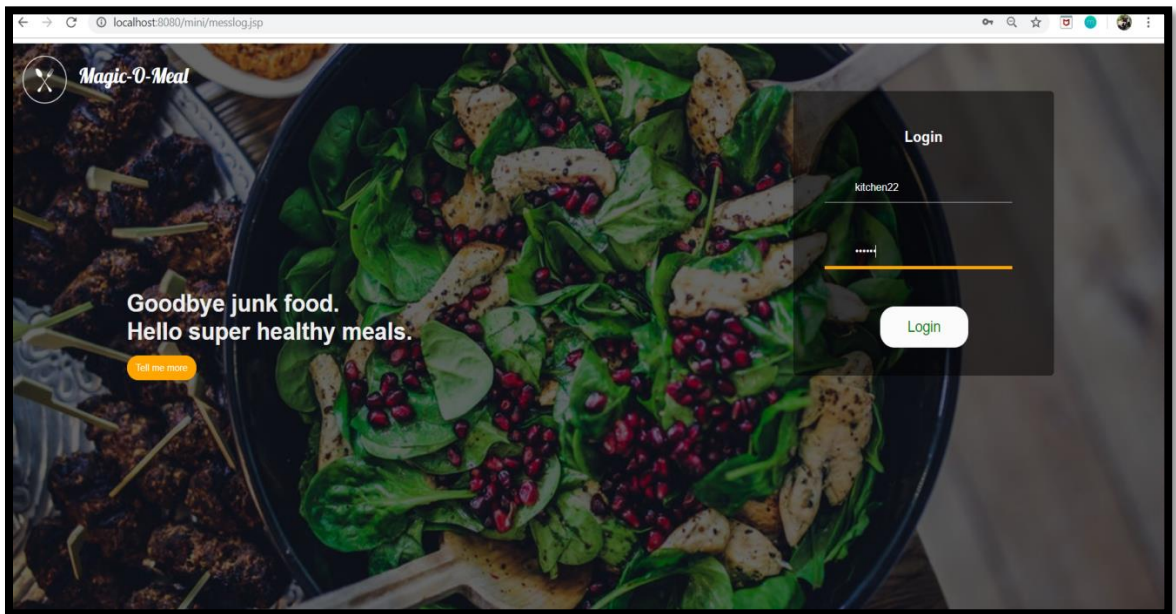 localhost:8080/mini/messlog.jsp
Magic-O-Meal
Login
kitchen22
••••••
Goodbye junk food.
Hello super healthy meals.
Login
Tell me more